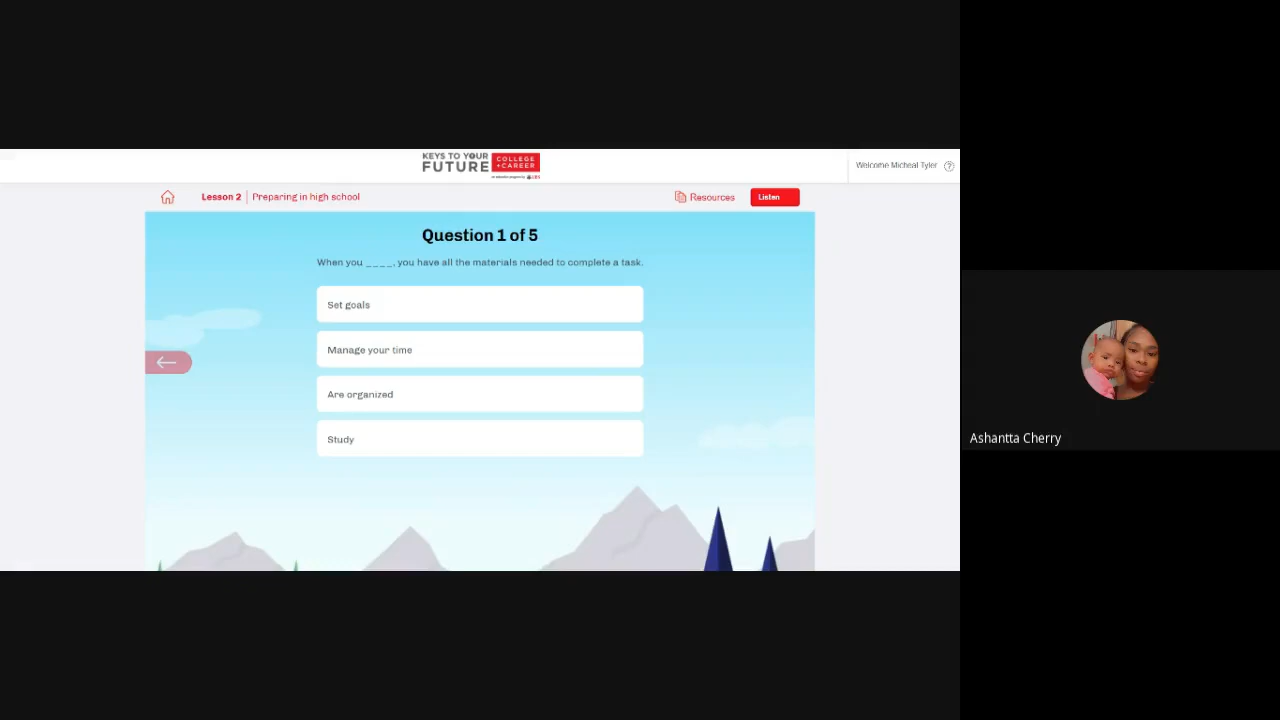 KEYS TO YOUR
FUTURE
COLLEGE
+CAREER
Welcome Micheal Tyler
Lesson 2
Preparing in high school
Resources
Listen
Question 1 of 5
When you ____, you have all the materials needed to complete a task.
Set goals
Manage your time
Are organized
Study
Ashantta Cherry